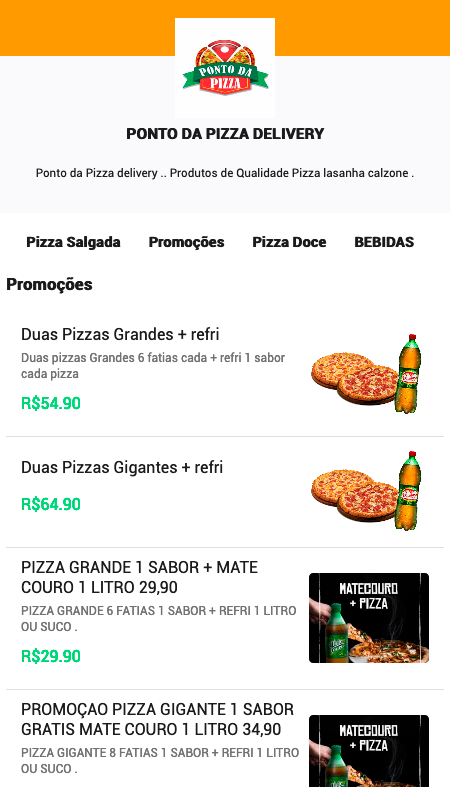 PONTO DA
PIZZA
PONTO DA PIZZA DELIVERY
Ponto da Pizza delivery .. Produtos de Qualidade Pizza lasanha calzone .
Pizza Salgada Promoções Pizza Doce BEBIDAS
Promoções
Duas Pizzas Grandes + refri
Duas pizzas Grandes 6 fatias cada + refri 1 sabor
cada pizza
R$54.90
Duas Pizzas Gigantes + refri
R$64.90
PIZZA GRANDE 1 SABOR + MATE
COURO 1 LITRO 29,90
PIZZA GRANDE 6 FATIAS 1 SABOR + REFRI 1 LITRO
OU SUCO .
R$29.90
MATECOURO
+ PIZZA
PROMOÇAO PIZZA GIGANTE 1 SABOR
GRATIS MATE COURO 1 LITRO 34,90
PIZZA GIGANTE 8 FATIAS 1 SABOR + REFRI 1 LITRO
OU SUCO .
MATECOURO
+ PIZZA